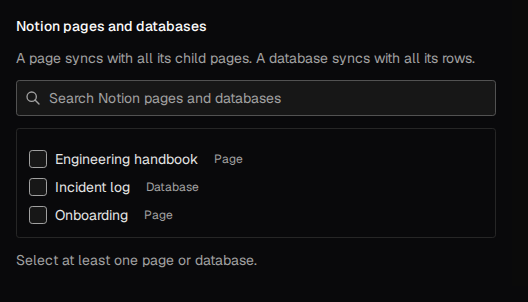 Notion pages and databases
A page syncs with all its child pages. A database syncs with all its rows.
Search Notion pages and databases
Engineering handbook Page
Incident log Database
Onboarding Page
Select at least one page or database.